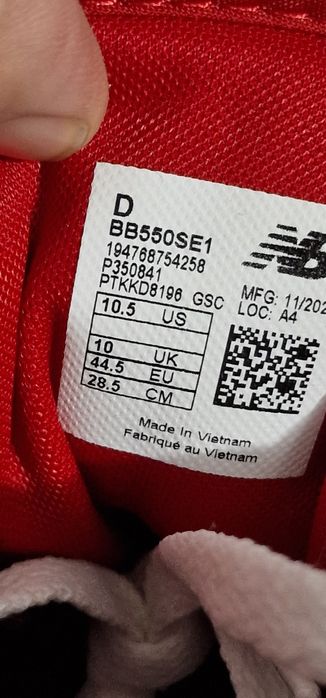 D
BB550SE1
194768754258
P350841
PTKKD8196 GSC
MFG: 11/202
LOC: A4
10.5 US
10 UK
44.5 EU
28.5 CM
Made In Vietnam
Fabriqué au Vietnam